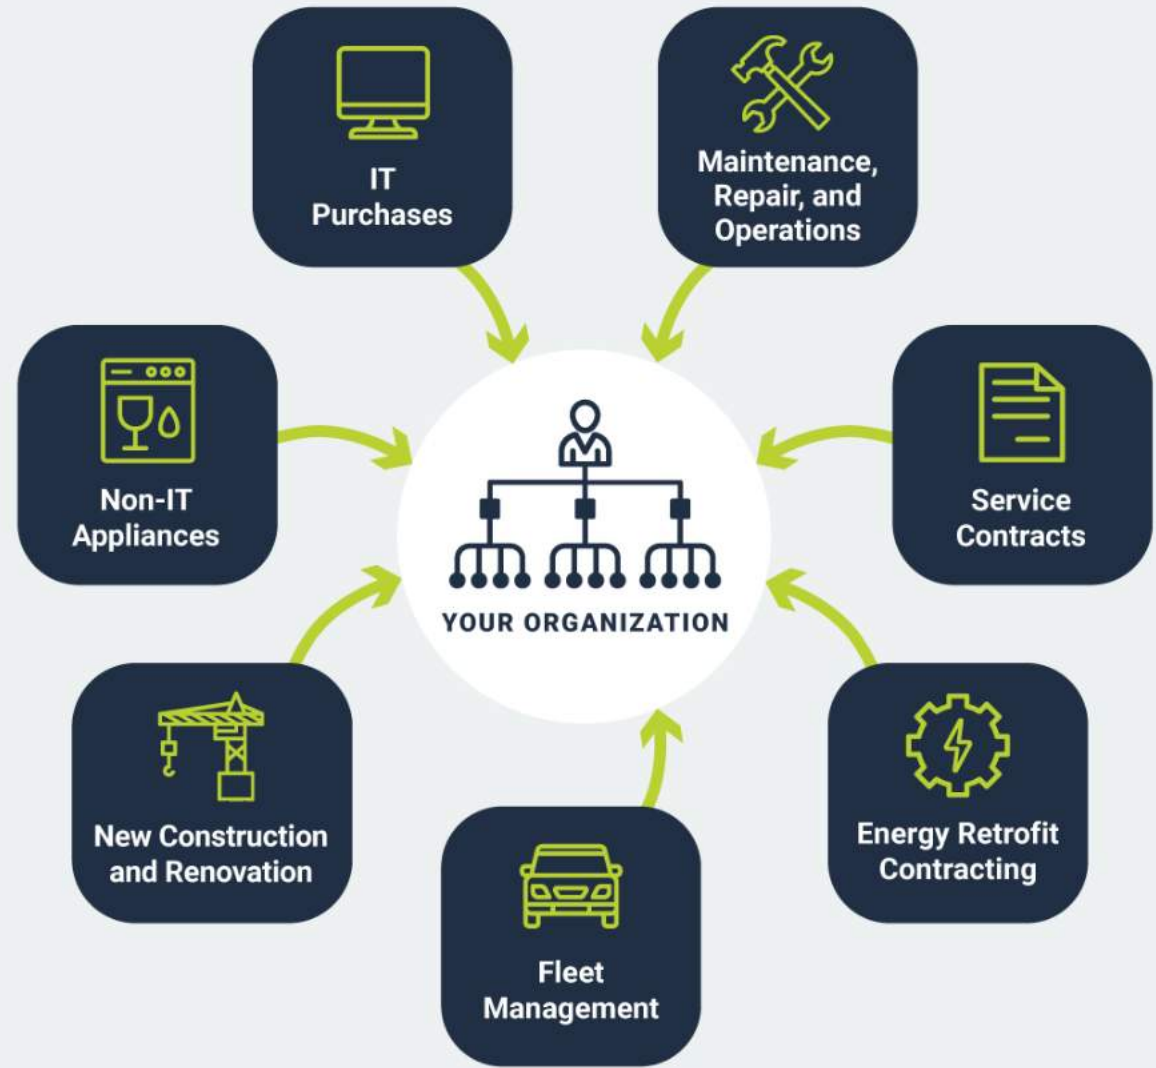 IT
Purchases
Maintenance,
Repair, and
Operations
Non-IT
Appliances
Service
Contracts
YOUR ORGANIZATION
New Construction
and Renovation
Energy Retrofit
Contracting
Fleet
Management